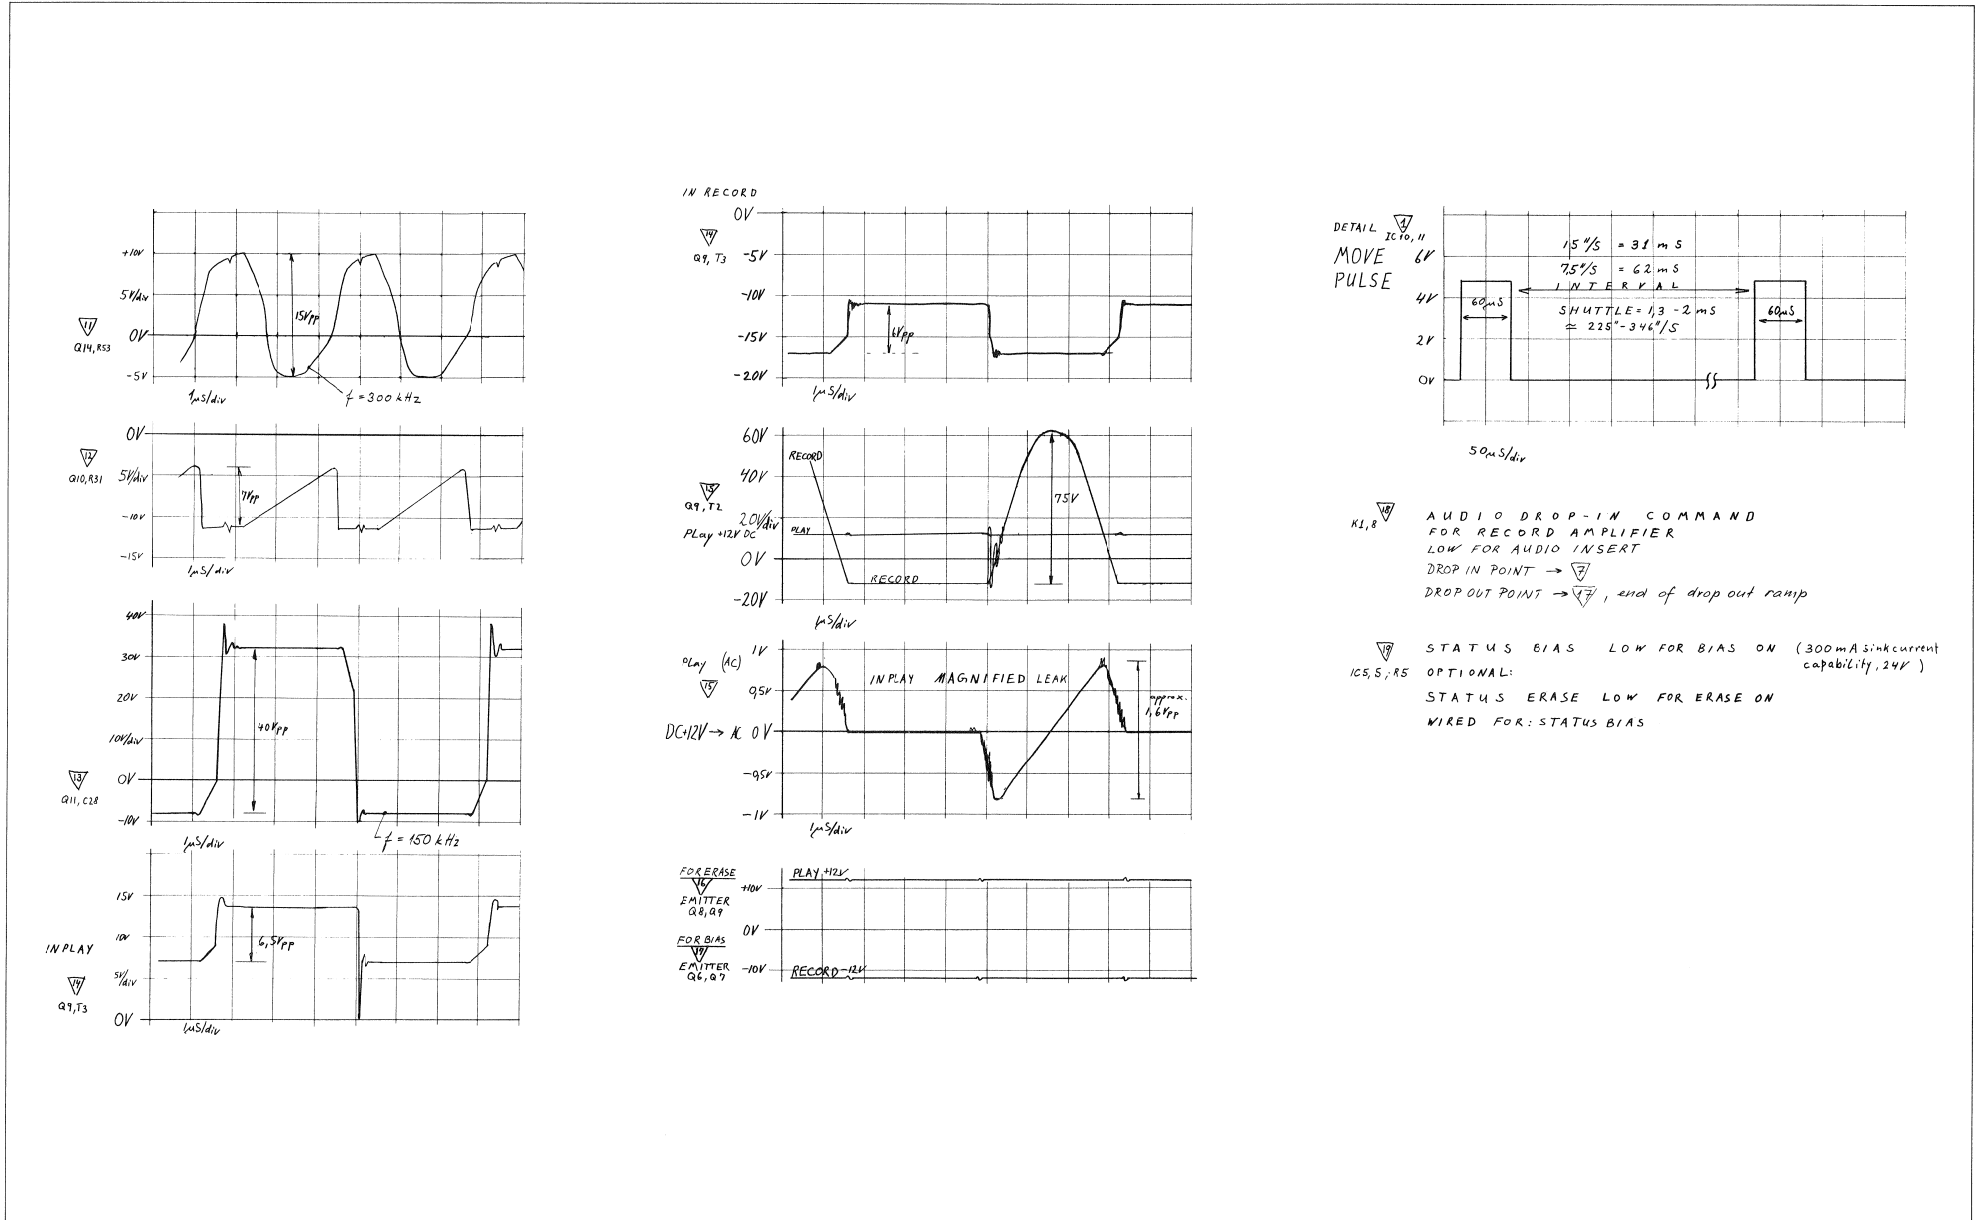 +10V
5V/div
0V
-5V
11
Q14, R53
15Vpp
1µS/div
f = 300 kHz
0V
12
Q10, R31
5V/div
-10V
-15V
7Vpp
1µS/div
40V
30V
20V
10V/div
0V
-10V
13
Q11, C28
40Vpp
1µS/div
f = 150 kHz
15V
10V
5V/div
0V
IN PLAY
14
Q9, T3
6,5Vpp
1µS/div
IN RECORD
0V
14
Q9, T3
-5V
-10V
-15V
-20V
6Vpp
1µS/div
60V
RECORD
40V
15
Q9, T2
20V/div
PLay +12V DC
PLAY
0V
RECORD
-20V
75V
µS/div
PLay (AC)
15
1V
0,5V
IN PLAY MAGNIFIED LEAK
approx.
1,6Vpp
DC+12V → AC 0V
-0,5V
-1V
1µS/div
FOR ERASE
16
EMITTER
Q8, Q9
+10V
PLAY +12V
0V
FOR BIAS
17
EMITTER
Q6, Q7
-10V
RECORD -12V
DETAIL 1
IC10, 11
MOVE
PULSE
6V
4V
2V
0V
15"/S = 31 mS
7.5"/S = 62 mS
INTERVAL
SHUTTLE = 1,3 - 2 mS
≃ 225"- 346"/S
60µS
60µS
50µS/div
K1, 8
18
AUDIO DROP-IN COMMAND
FOR RECORD AMPLIFIER
LOW FOR AUDIO INSERT
DROP IN POINT → 7
DROP OUT POINT → 17, end of drop out ramp
19
IC5, 5; R5
STATUS BIAS LOW FOR BIAS ON (300 mA sink current
capability, 24V)
OPTIONAL:
STATUS ERASE LOW FOR ERASE ON
WIRED FOR: STATUS BIAS